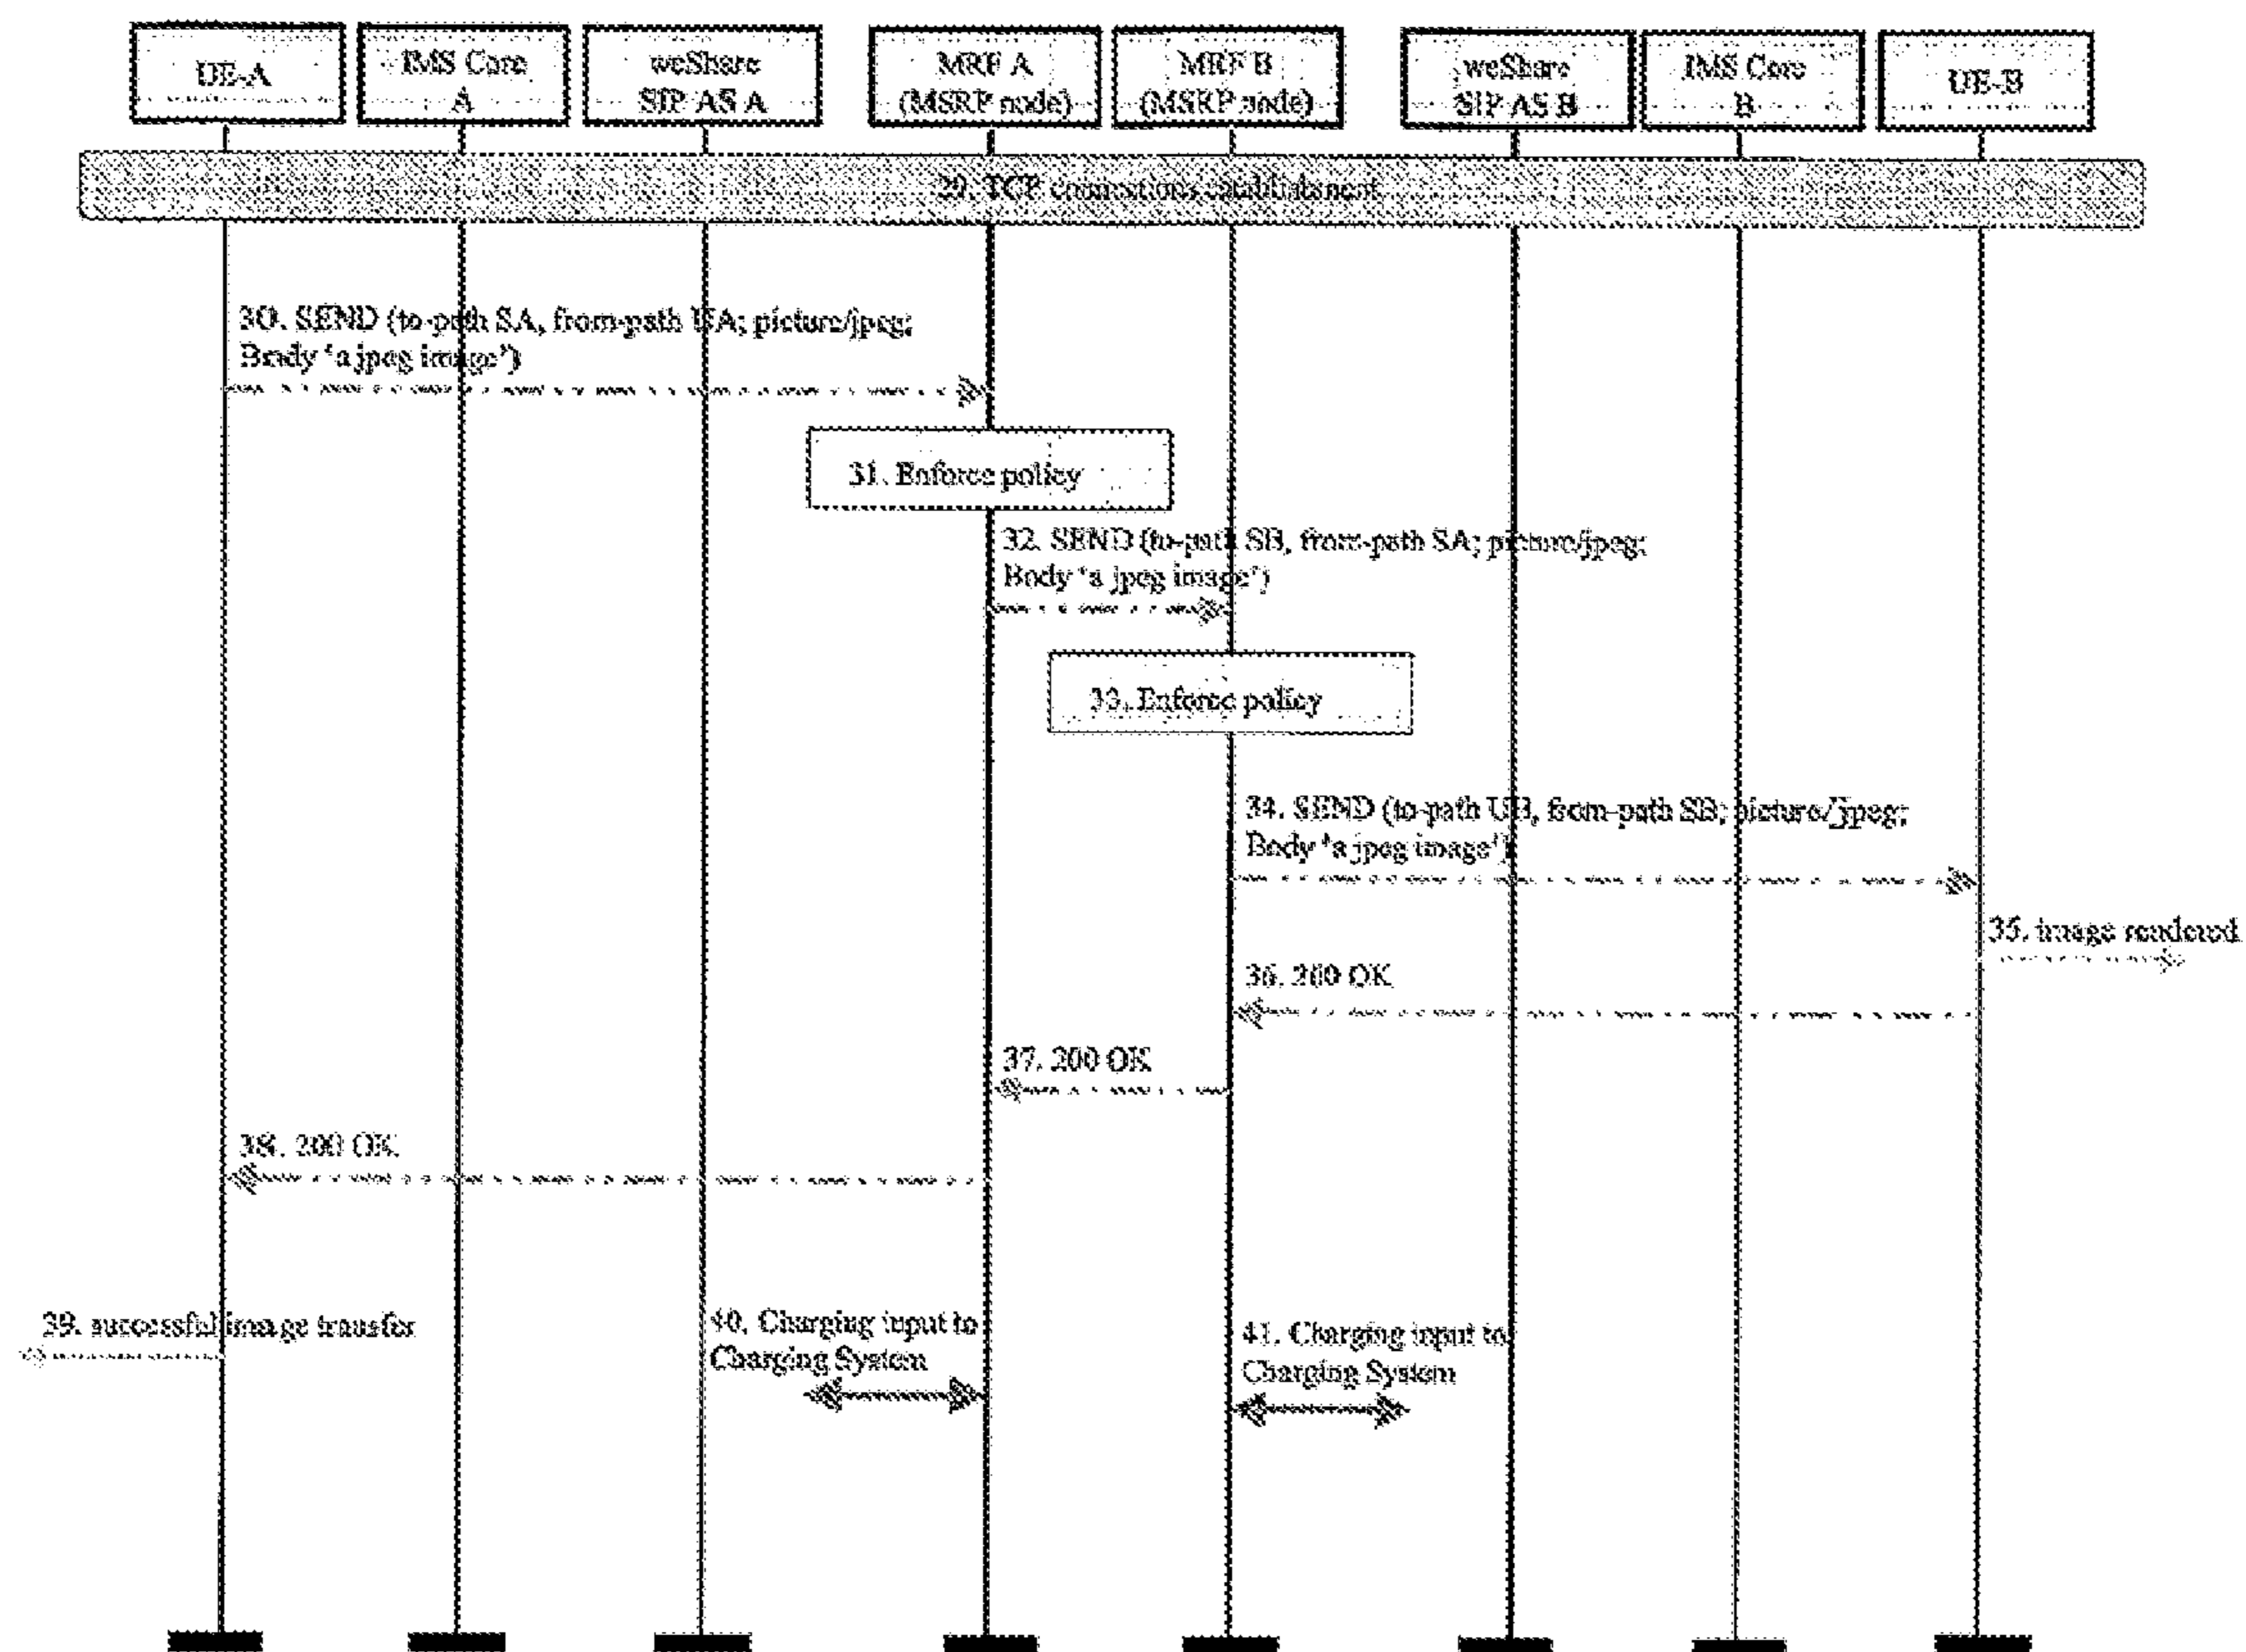 UE-A
IMS Core
A
weShare
SIP AS A
MRF A
(MSRP node)
MRF B
(MSRP node)
weShare
SIP AS B
IMS Core
B
UE-B
29. TCP connections establishment
30. SEND (to-path SA, from-path UA; picture/jpeg;
Body ‘a jpeg image’)
31. Enforce policy
32. SEND (to-path SB, from-path SA; picture/jpeg;
Body ‘a jpeg image’)
33. Enforce policy
34. SEND (to-path UB, from-path SB; picture/jpeg;
Body ‘a jpeg image’)
35. image rendered
36. 200 OK
37. 200 OK
38. 200 OK
39. successful image transfer
40. Charging input to
Charging System
41. Charging input to
Charging System